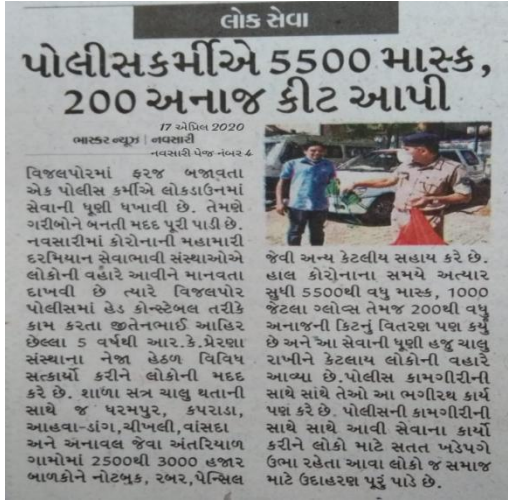 લોક સેવા
પોલીસકર્મીએ 5500 માસ્ક,
200 અનાજ કીટ આપી
17 એપ્રિલ 2020
ભાસ્કર ન્યૂઝ | નવસારી
નવસારી પેજ નંબર 4
વિજલપોરમાં ફરજ બજાવતા
એક પોલીસ કર્મીએ લોકડાઉનમાં
સેવાની ધૂણી ધખાવી છે. તેમણે
ગરીબોને બનતી મદદ પૂરી પાડી છે.
નવસારીમાં કોરોનાની મહામારી
દરમિયાન સેવાભાવી સંસ્થાઓએ
લોકોની વ્હારે આવીને માનવતા
દાખવી છે ત્યારે વિજલપોર
પોલીસમાં હેડ કોન્સ્ટેબલ તરીકે
કામ કરતા જીતેનભાઈ આહિર
છેલ્લા 5 વર્ષથી આર.કે.પ્રેરણા
સંસ્થાના નેજા હેઠળ વિવિધ
સત્કાર્યો કરીને લોકોની મદદ
કરે છે. શાળા સત્ર ચાલુ થતાની
સાથે જ ધરમપુર, કપરાડા,
આહવા-ડાંગ,ચીખલી,વાંસદા
અને અનાવલ જેવા અંતરિયાળ
ગામોમાં 2500થી 3000 હજાર
બાળકોને નોટબુક, રબર,પેન્સિલ
જેવી અન્ય કેટલીય સહાય કરે છે.
હાલ કોરોનાના સમયે અત્યાર
સુધી 5500થી વધુ માસ્ક, 1000
જેટલા ગ્લોવ્સ તેમજ 200થી વધુ
અનાજની કિટનું વિતરણ પણ કર્યું
છે અને આ સેવાની ધૂણી હજુ ચાલુ
રાખીને કેટલાય લોકોની વ્હારે
આવ્યા છે.પોલીસ કામગીરીની
સાથે સાંથે તેઓ આ ભગીરથ કાર્ય
પણ કરે છે. પોલીસની કામગીરીની
સાથે સાથે આવી સેવાના કાર્યો
કરીને લોકો માટે સતત ખડેપગે
ઉભા રહેતા આવા લોકો જ સમાજ
માટે ઉદાહરણ પૂરૂં પાડે છે.